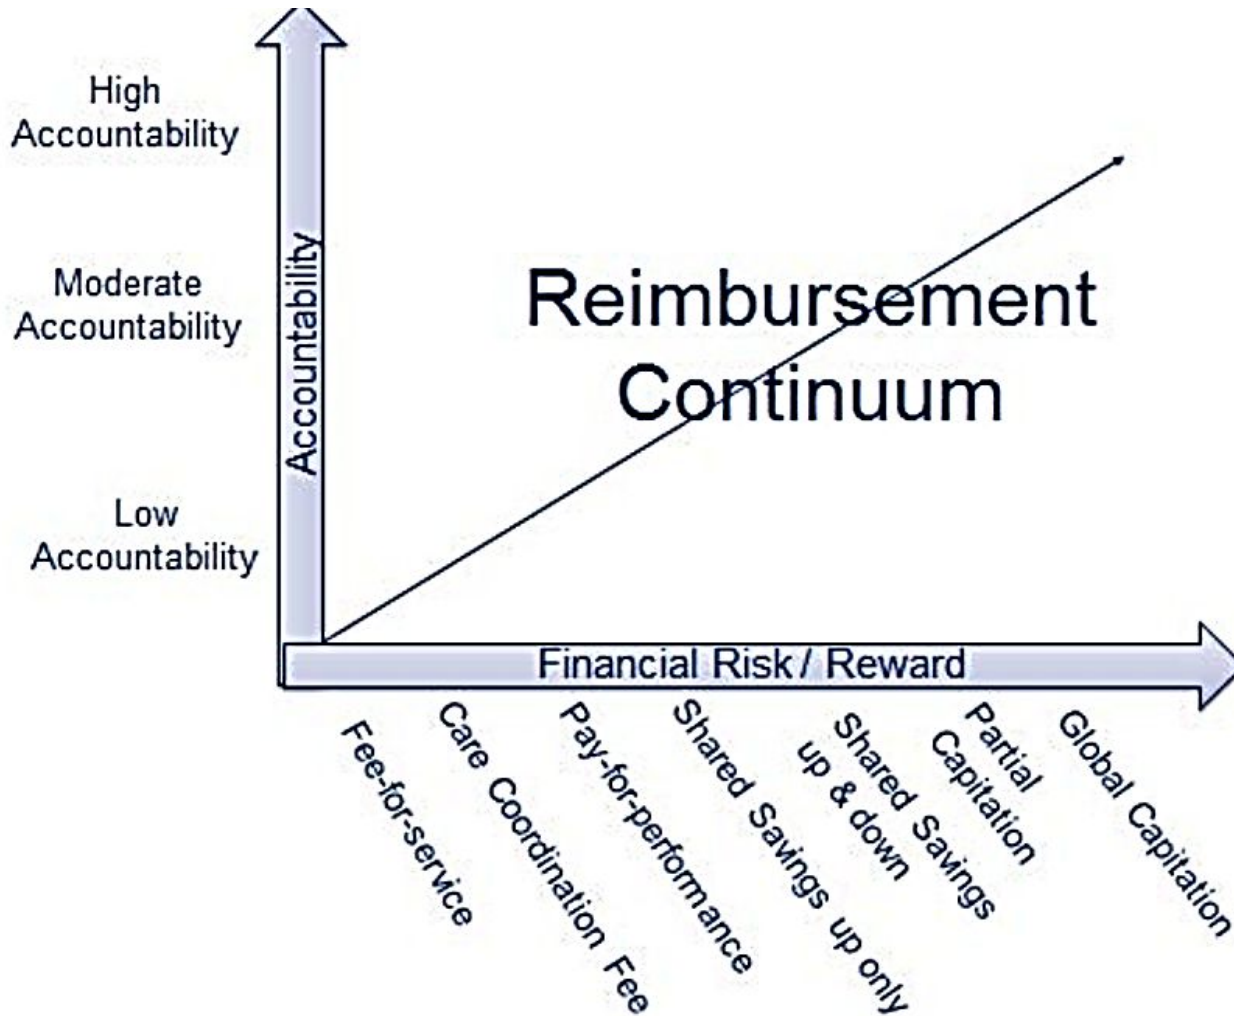 High
Accountability
Moderate
Accountability
Low
Accountability
Accountability
Reimbursement
Continuum
Financial Risk / Reward
Fee-for-service
Care Coordination Fee
Pay-for-performance
Shared Savings up only
Shared Savings
up & down
Partial
Capitation
Global Capitation